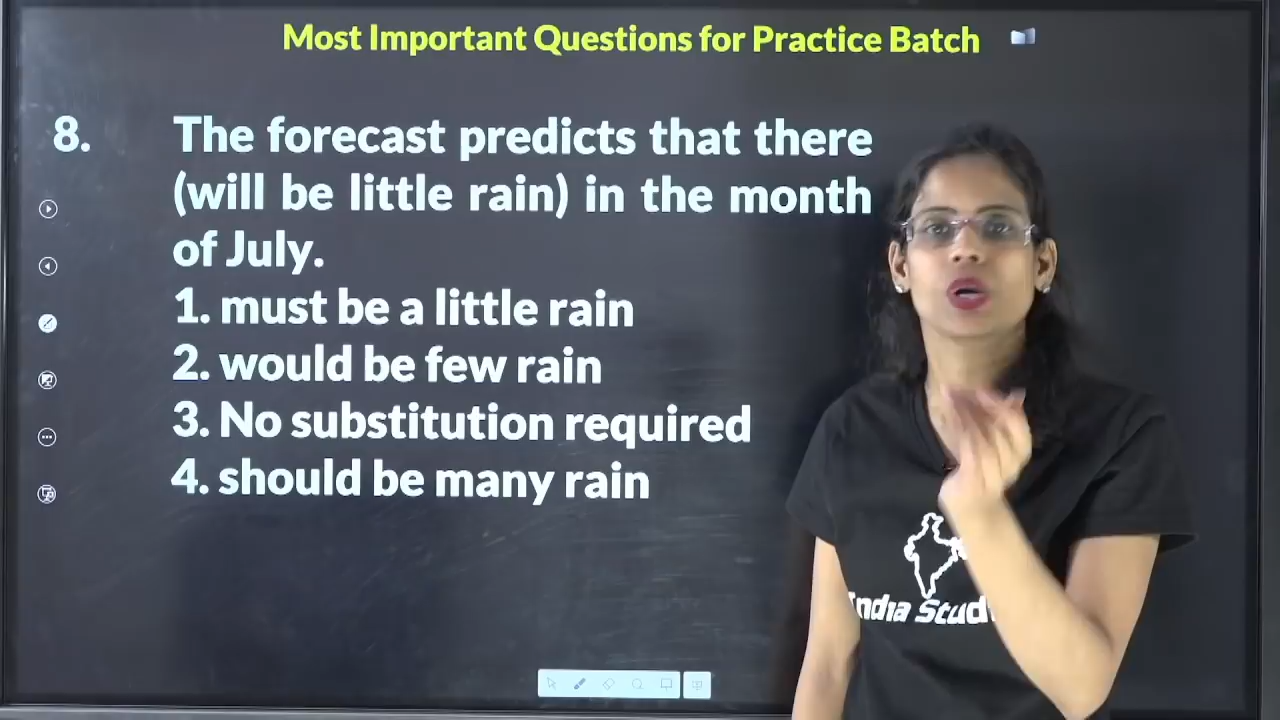 Most Important Questions for Practice Batch
8. The forecast predicts that there
(will be little rain) in the month
of July.
1. must be a little rain
2. would be few rain
3. No substitution required
4. should be many rain
India Stud